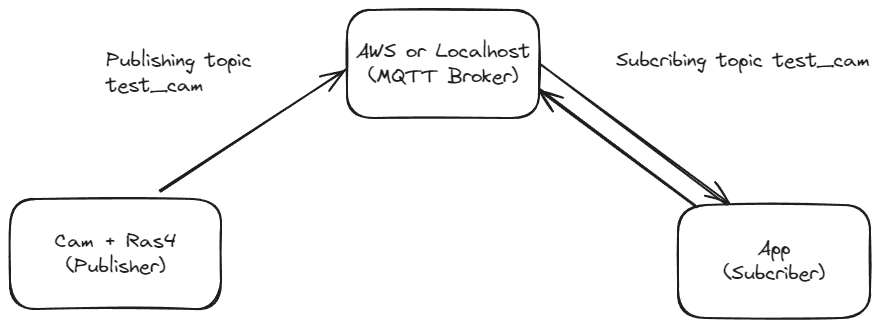 Publishing topic
test_cam
AWS or Localhost
(MQTT Broker)
Subcribing topic test_cam
Cam + Ras4
(Publisher)
App
(Subcriber)